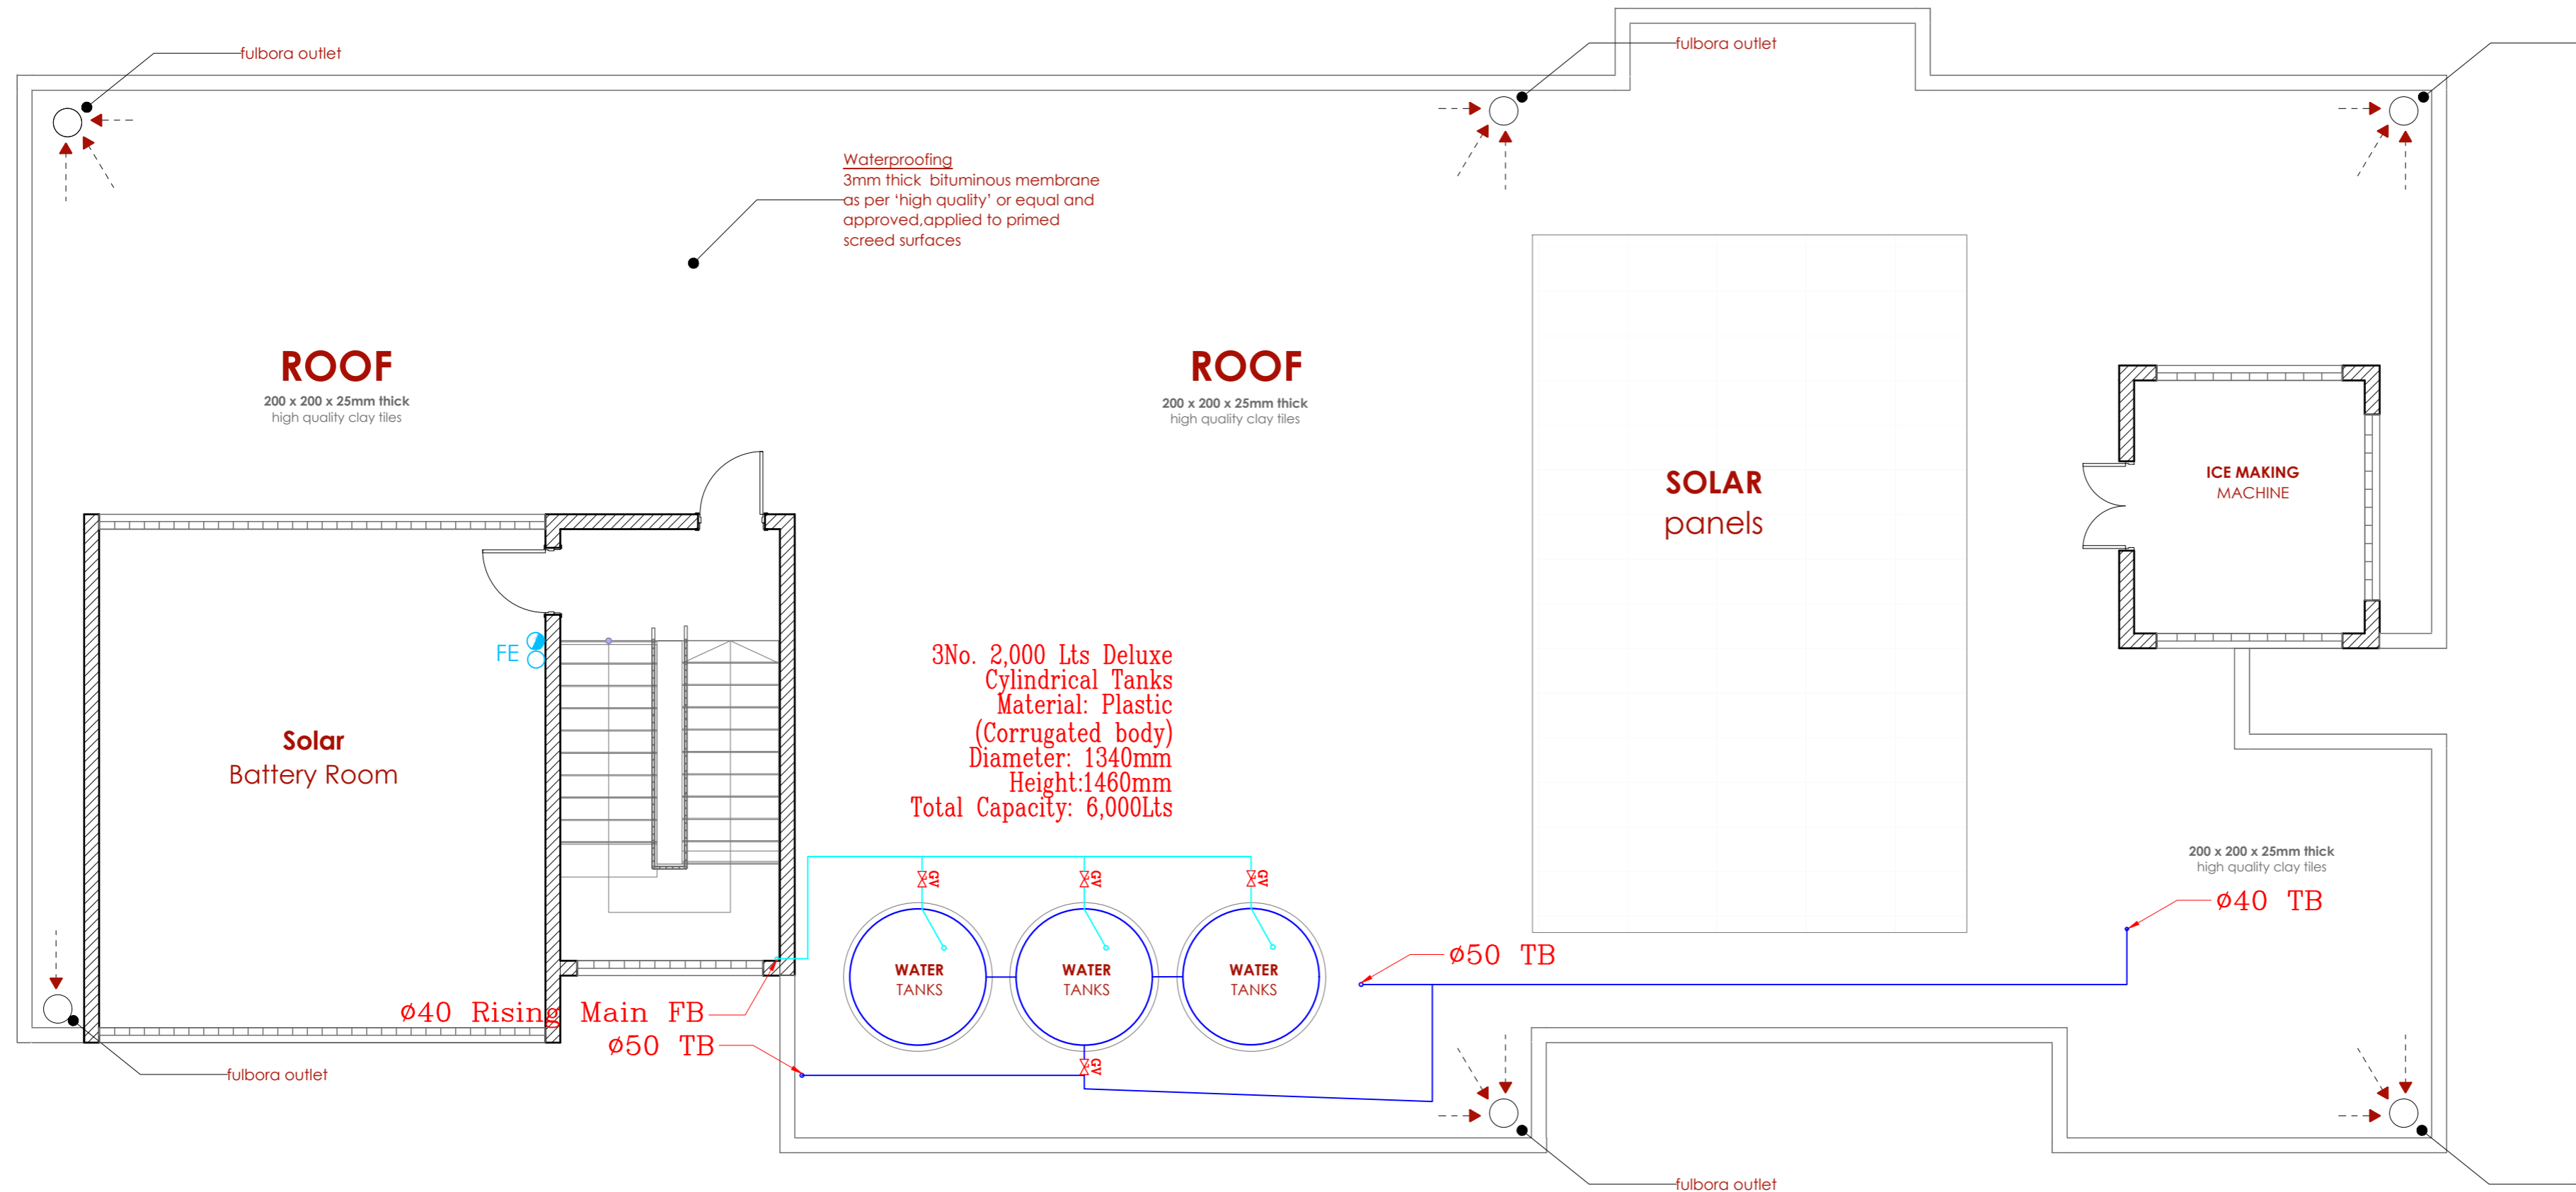 fulbora outlet
fulbora outlet
Waterproofing
3mm thick bituminous membrane
as per ‘high quality’ or equal and
approved,applied to primed
screed surfaces
ROOF
200 x 200 x 25mm thick
high quality clay tiles
ROOF
200 x 200 x 25mm thick
high quality clay tiles
SOLAR
panels
ICE MAKING
MACHINE
FE
Solar
Battery Room
3No. 2,000 Lts Deluxe
Cylindrical Tanks
Material: Plastic
(Corrugated body)
Diameter: 1340mm
Height:1460mm
Total Capacity: 6,000Lts
200 x 200 x 25mm thick
high quality clay tiles
ø40 TB
GV
GV
GV
ø50 TB
WATER
TANKS
WATER
TANKS
WATER
TANKS
ø40 Rising Main FB
ø50 TB
GV
fulbora outlet
fulbora outlet